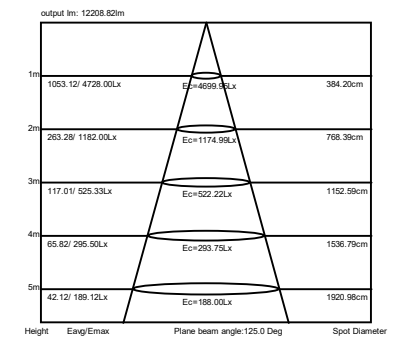 output lm: 12208.82lm
1m
1053.12/ 4728.00Lx
Ec=4699.95Lx
384.20cm
2m
263.28/ 1182.00Lx
Ec=1174.99Lx
768.39cm
3m
117.01/ 525.33Lx
Ec=522.22Lx
1152.59cm
4m
65.82/ 295.50Lx
Ec=293.75Lx
1536.79cm
5m
42.12/ 189.12Lx
Ec=188.00Lx
1920.98cm
Height Eavg/Emax Plane beam angle:125.0 Deg Spot Diameter